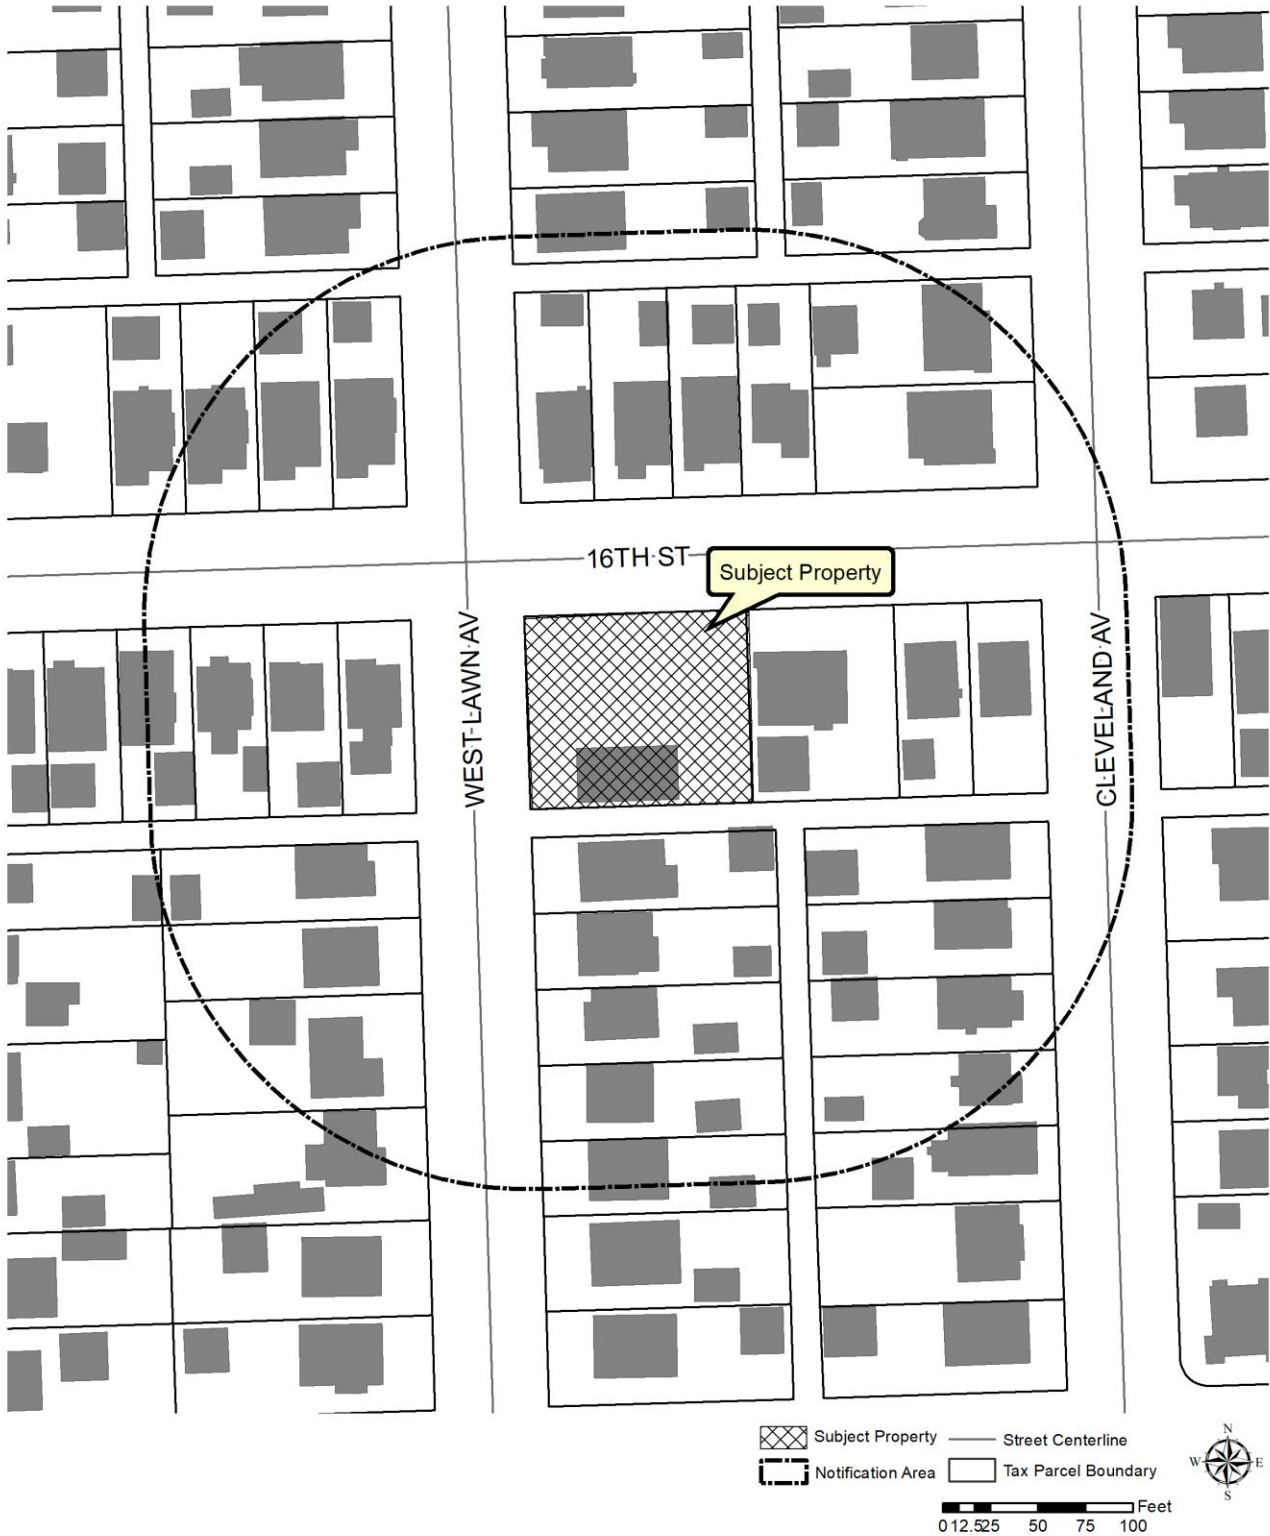 16TH ST
Subject Property
WEST LAWN AV
CLEVELAND AV
Subject Property
Street Centerline
Notification Area
Tax Parcel Boundary
N
W E
S
Feet
0 12.5 25 50 75 100